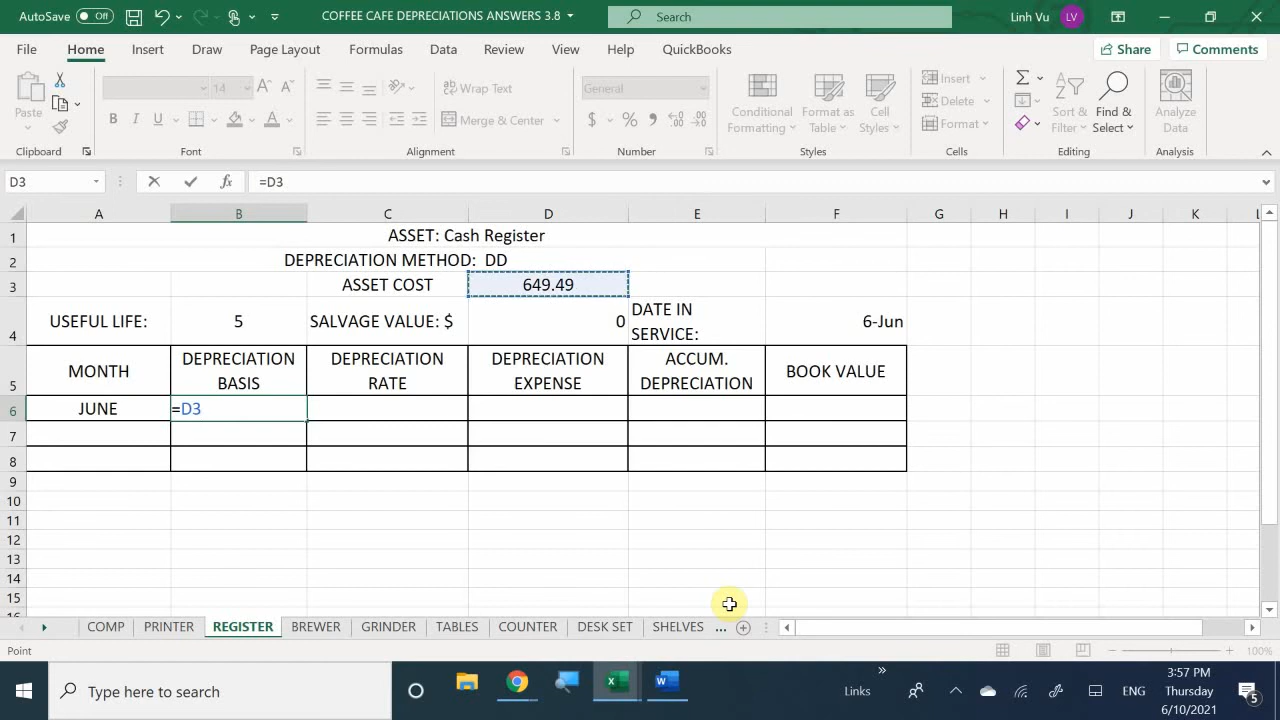 AutoSave Off COFFEE CAFE DEPRECIATIONS ANSWERS 3.8 Search Linh Vu LV
File Home Insert Draw Page Layout Formulas Data Review View Help QuickBooks Share Comments
Paste 14 Wrap Text General Conditional Formatting Format as Table Cell Styles Insert Sort & Filter Find & Select Analyze Data
B I U Merge & Center $ % , Delete
Format
Clipboard Font Alignment Number Styles Cells Editing Analysis
D3 fx =D3
A B C D E F G H I J K L
1 ASSET: Cash Register
2 DEPRECIATION METHOD: DD
3 ASSET COST 649.49
4 USEFUL LIFE: 5 SALVAGE VALUE: $ 0 DATE IN SERVICE: 6-Jun
5 MONTH DEPRECIATION BASIS DEPRECIATION RATE DEPRECIATION EXPENSE ACCUM. DEPRECIATION BOOK VALUE
6 JUNE =D3
7
8
9
10
11
12
13
14
15
COMP PRINTER REGISTER BREWER GRINDER TABLES COUNTER DESK SET SHELVES ...
Point 100%
Type here to search Links ENG 3:57 PM
Thursday
6/10/2021 5